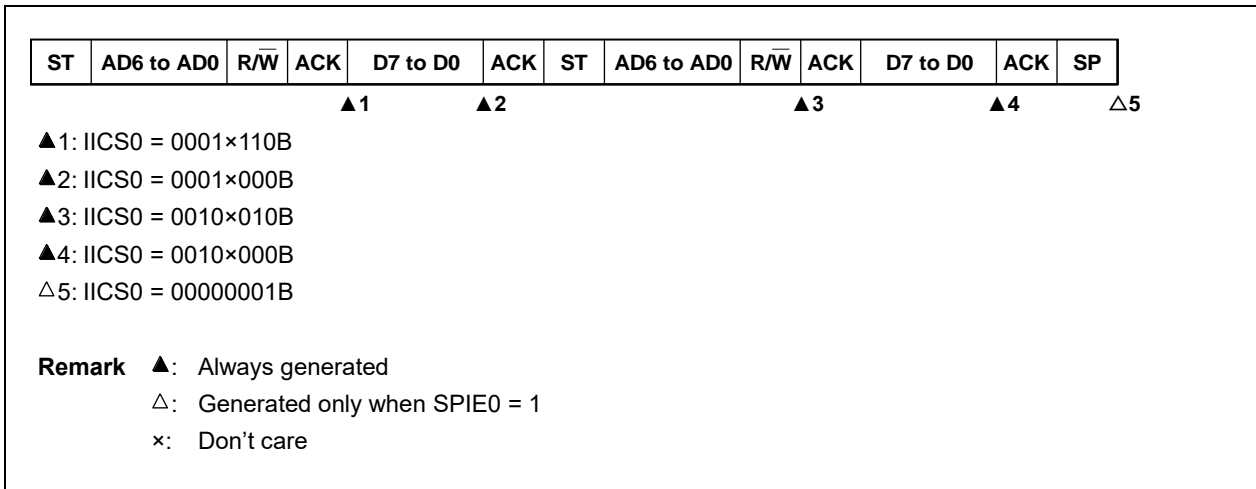 ST AD6 to AD0 R/W̅ ACK D7 to D0 ACK ST AD6 to AD0 R/W̅ ACK D7 to D0 ACK SP
▲1 ▲2 ▲3 ▲4 △5
▲1: IICS0 = 0001×110B
▲2: IICS0 = 0001×000B
▲3: IICS0 = 0010×010B
▲4: IICS0 = 0010×000B
△5: IICS0 = 00000001B
Remark ▲: Always generated
△: Generated only when SPIE0 = 1
×: Don’t care